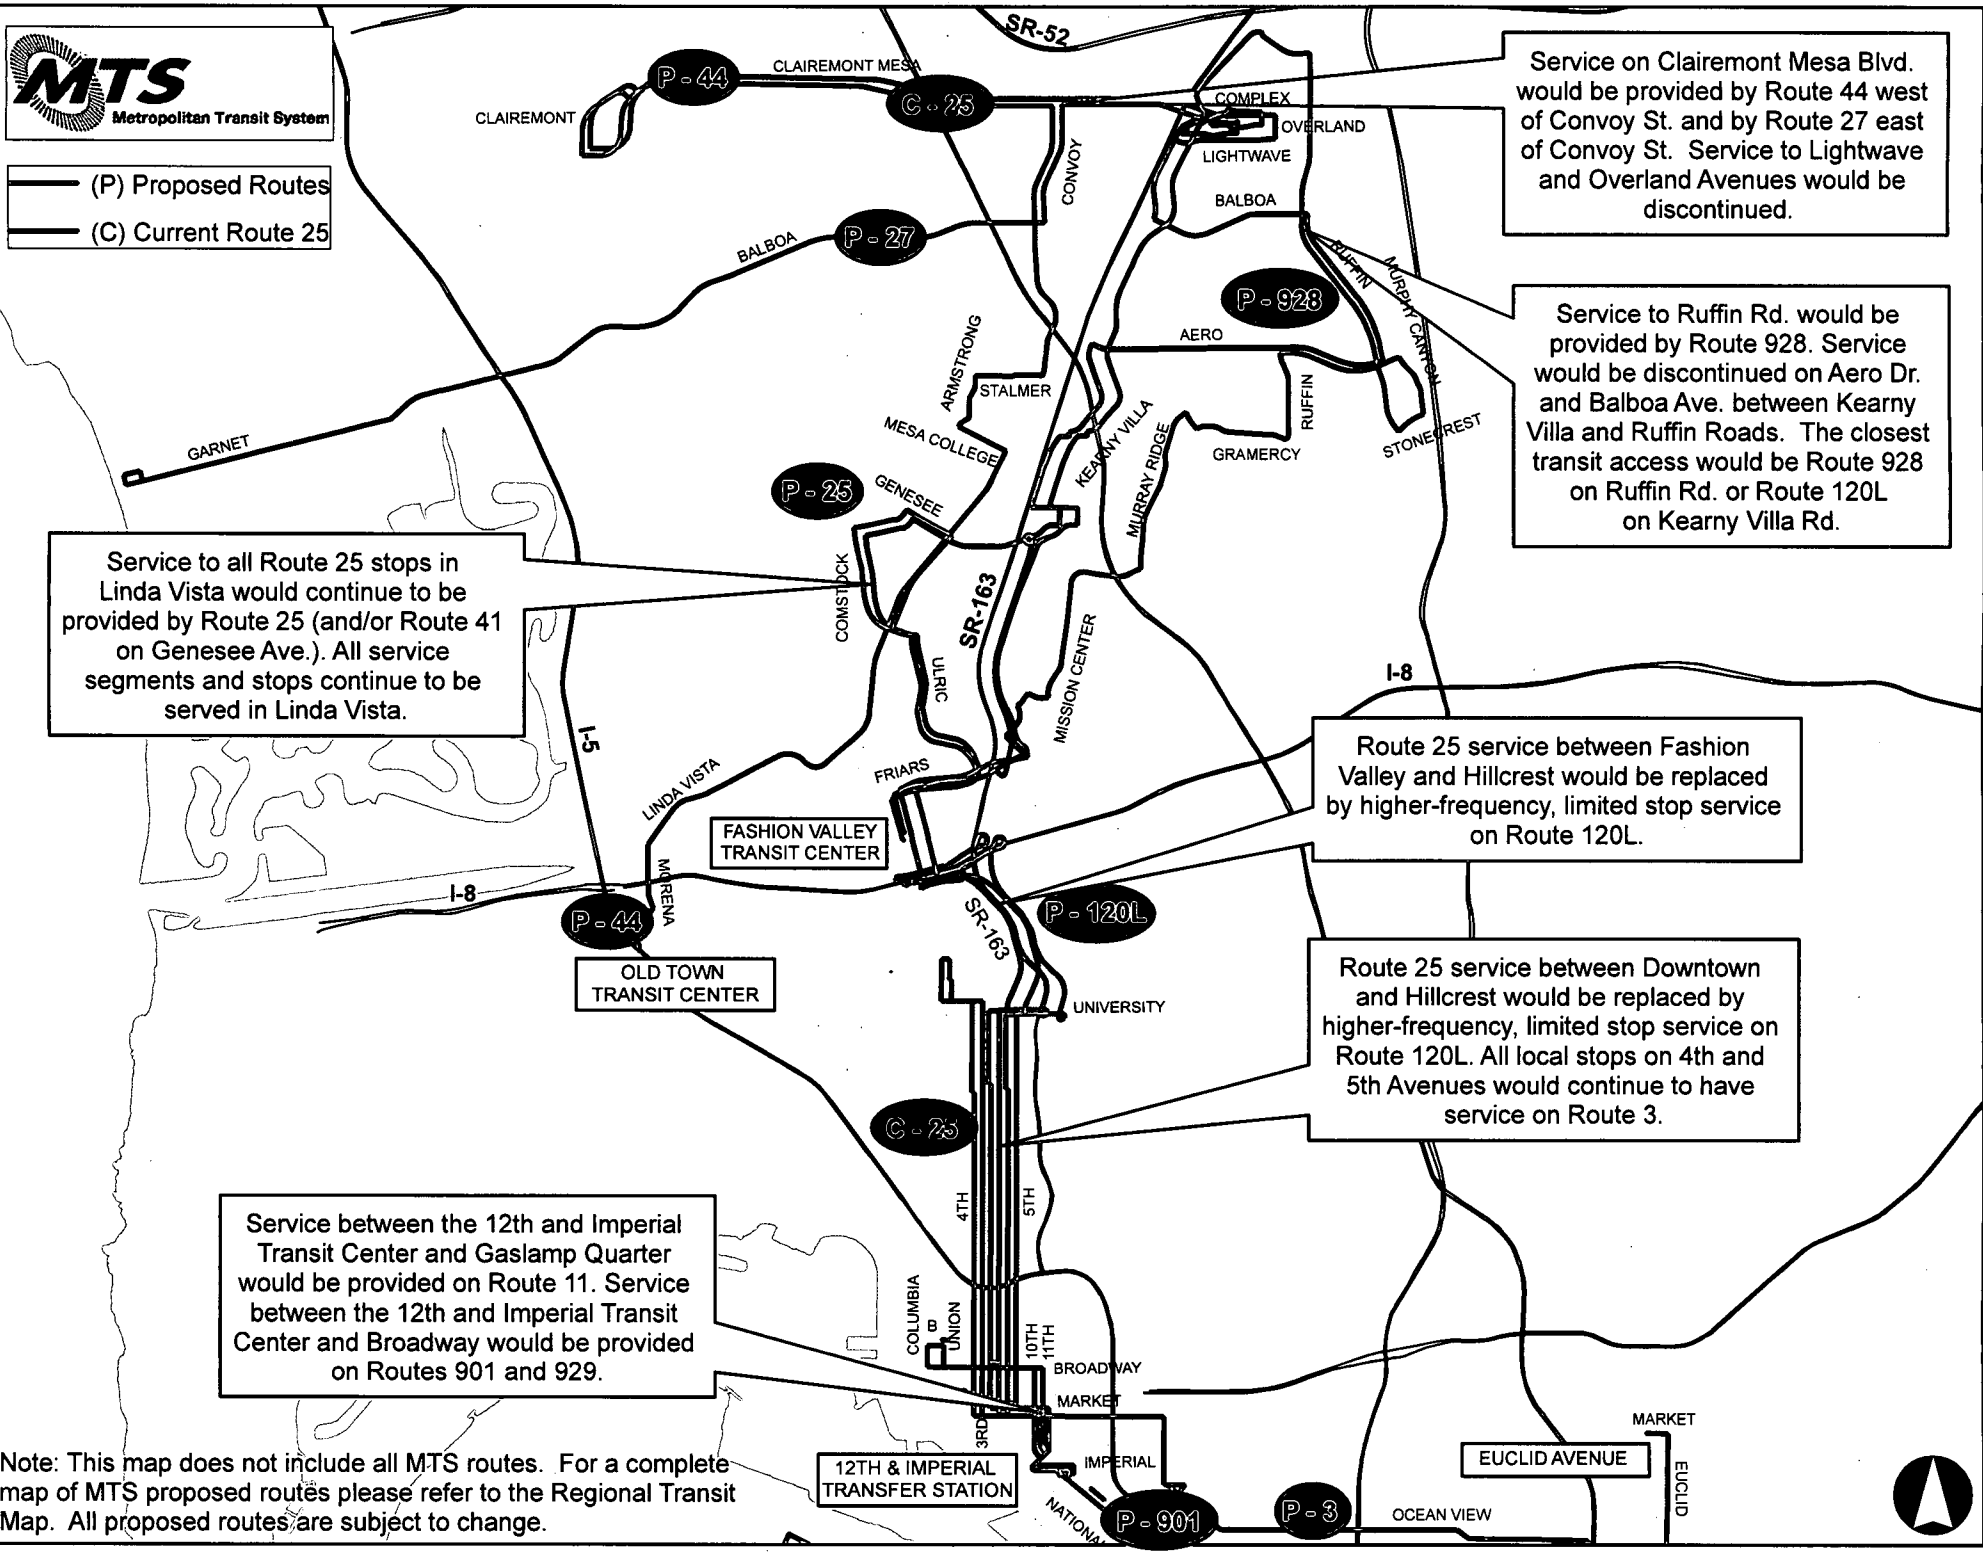 MTS
Metropolitan Transit System
(P) Proposed Routes
(C) Current Route 25
SR-52
P - 44
CLAIREMONT MESA
C - 25
CLAIREMONT
COMPLEX
OVERLAND
LIGHTWAVE
CONVOY
BALBOA
Service on Clairemont Mesa Blvd.
would be provided by Route 44 west
of Convoy St. and by Route 27 east
of Convoy St. Service to Lightwave
and Overland Avenues would be
discontinued.
P - 27
BALBOA
RUFFIN
MURPHY CANYON
P - 928
AERO
Service to Ruffin Rd. would be
provided by Route 928. Service
would be discontinued on Aero Dr.
and Balboa Ave. between Kearny
Villa and Ruffin Roads. The closest
transit access would be Route 928
on Ruffin Rd. or Route 120L
on Kearny Villa Rd.
ARMSTRONG
STALMER
MESA COLLEGE
KEARNY VILLA
MURRAY RIDGE
RUFFIN
GRAMERCY
STONECREST
GARNET
P - 25
GENESEE
COMSTOCK
Service to all Route 25 stops in
Linda Vista would continue to be
provided by Route 25 (and/or Route 41
on Genesee Ave.). All service
segments and stops continue to be
served in Linda Vista.
SR-163
ULRIC
MISSION CENTER
I-8
I-5
LINDA VISTA
FRIARS
FASHION VALLEY
TRANSIT CENTER
Route 25 service between Fashion
Valley and Hillcrest would be replaced
by higher-frequency, limited stop service
on Route 120L.
I-8
MORENA
P - 44
SR-163
P - 120L
OLD TOWN
TRANSIT CENTER
UNIVERSITY
Route 25 service between Downtown
and Hillcrest would be replaced by
higher-frequency, limited stop service on
Route 120L. All local stops on 4th and
5th Avenues would continue to have
service on Route 3.
C - 25
4TH
5TH
Service between the 12th and Imperial
Transit Center and Gaslamp Quarter
would be provided on Route 11. Service
between the 12th and Imperial Transit
Center and Broadway would be provided
on Routes 901 and 929.
COLUMBIA
B
UNION
10TH
11TH
BROADWAY
MARKET
3RD
IMPERIAL
12TH & IMPERIAL
TRANSFER STATION
NATIONAL
P - 901
P - 3
OCEAN VIEW
EUCLID AVENUE
MARKET
EUCLID
Note: This map does not include all MTS routes. For a complete
map of MTS proposed routes please refer to the Regional Transit
Map. All proposed routes are subject to change.